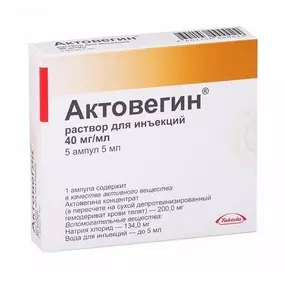 Актовегин®
раствор для инъекций
40 мг/мл
5 ампул 5 мл
1 ампула содержит
в качестве активного вещества:
Актовегина концентрат
(в пересчете на сухой депротеинизированный
гемодериват крови телят) — 200,0 мг.
Вспомогательные вещества:
Натрия хлорид — 134,0 мг
Вода для инъекций — до 5 мл
Takeda